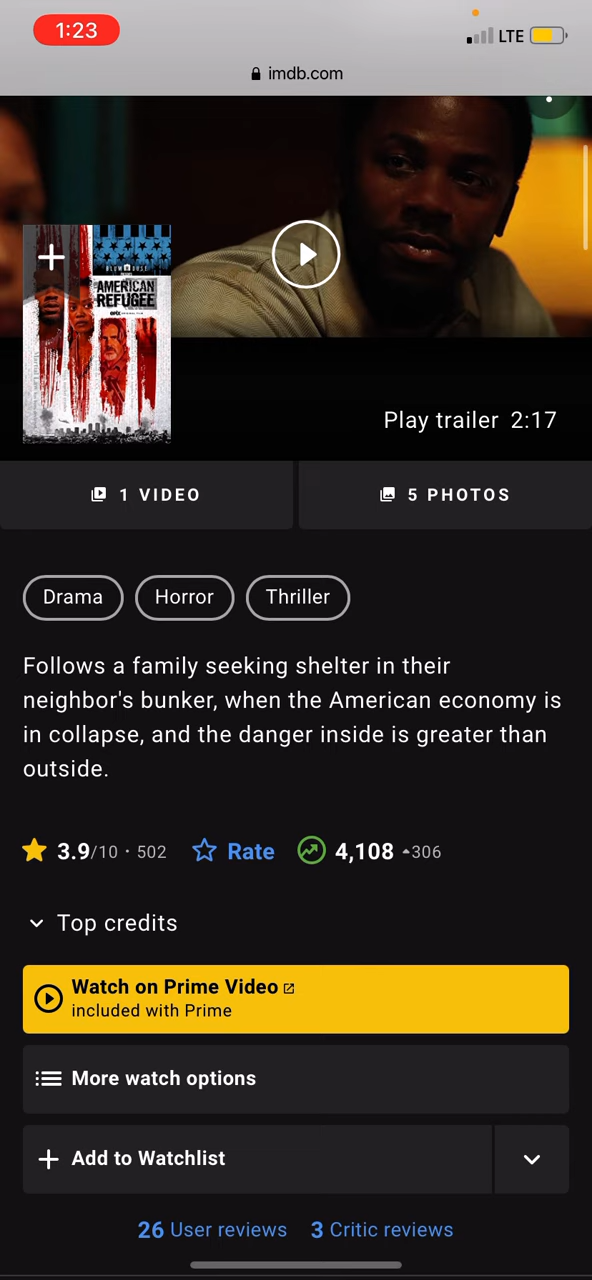 1:23
LTE
imdb.com
BLUMHOUSE
AMERICAN
REFUGEE
EPIX
Play trailer 2:17
1 VIDEO
5 PHOTOS
Drama
Horror
Thriller
Follows a family seeking shelter in their
neighbor's bunker, when the American economy is
in collapse, and the danger inside is greater than
outside.
3.9/10 · 502
Rate
4,108
306
Top credits
Watch on Prime Video
included with Prime
More watch options
Add to Watchlist
26 User reviews
3 Critic reviews